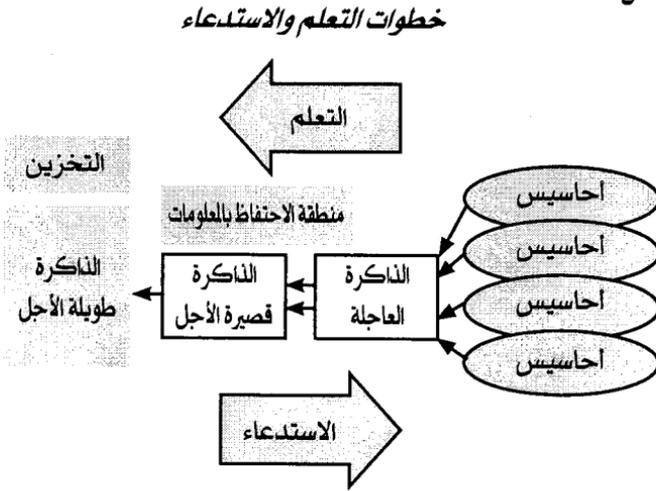 خطوات التعلم والاستدعاء
التعلم
التخزين
منطقة الاحتفاظ بالمعلومات
احاسيس
احاسيس
احاسيس
احاسيس
الذاكرة
العاجلة
الذاكرة
قصيرة الأجل
الذاكرة
طويلة الأجل
الاستدعاء